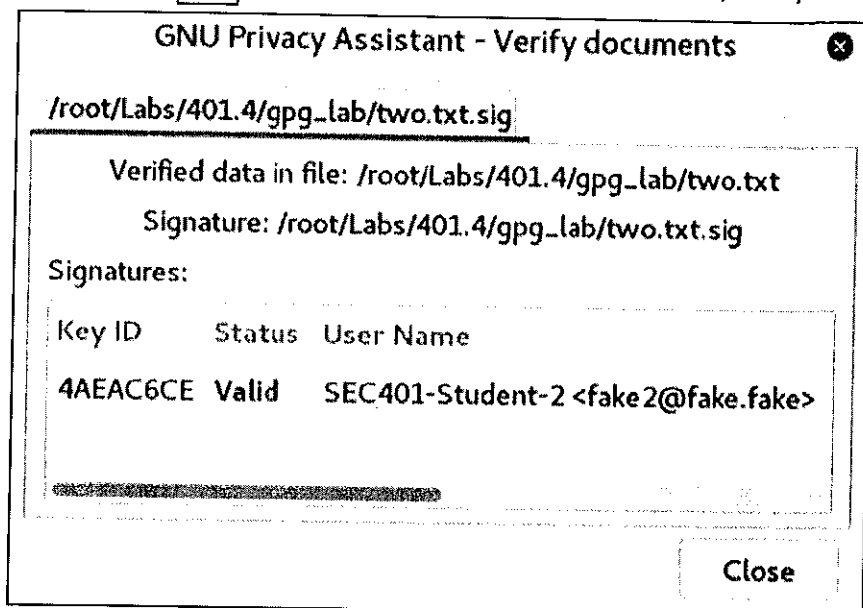 GNU Privacy Assistant - Verify documents
/root/Labs/401.4/gpg_lab/two.txt.sig
Verified data in file: /root/Labs/401.4/gpg_lab/two.txt
Signature: /root/Labs/401.4/gpg_lab/two.txt.sig
Signatures:
Key ID Status User Name
4AEAC6CE Valid SEC401-Student-2 <fake2@fake.fake>
Close